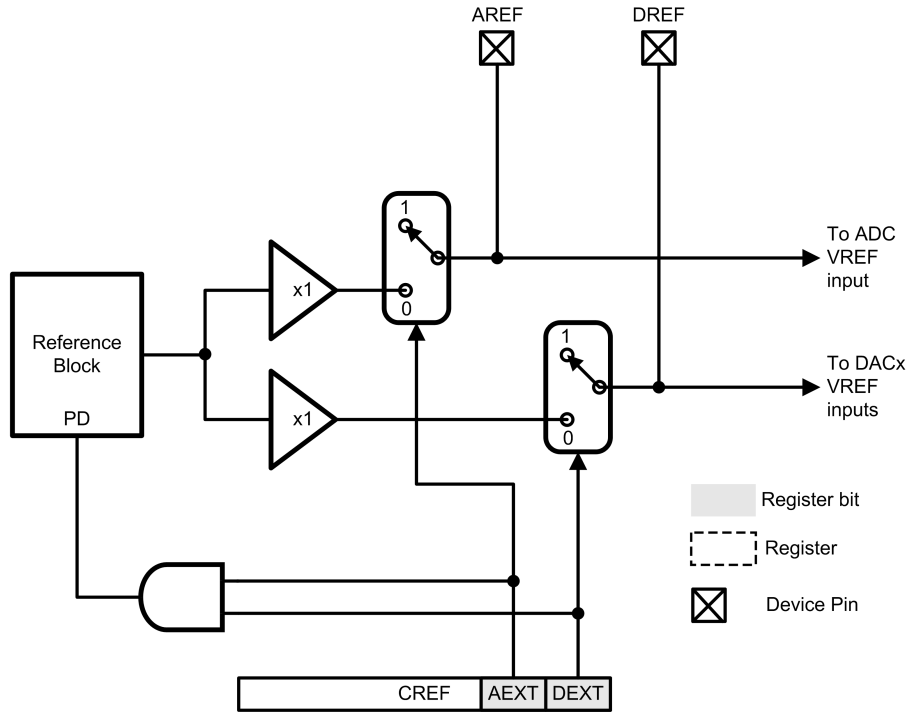 AREF
DREF
1
0
To ADC
VREF
input
x1
Reference
Block
PD
1
0
To DACx
VREF
inputs
x1
Register bit
Register
Device Pin
CREF
AEXT
DEXT